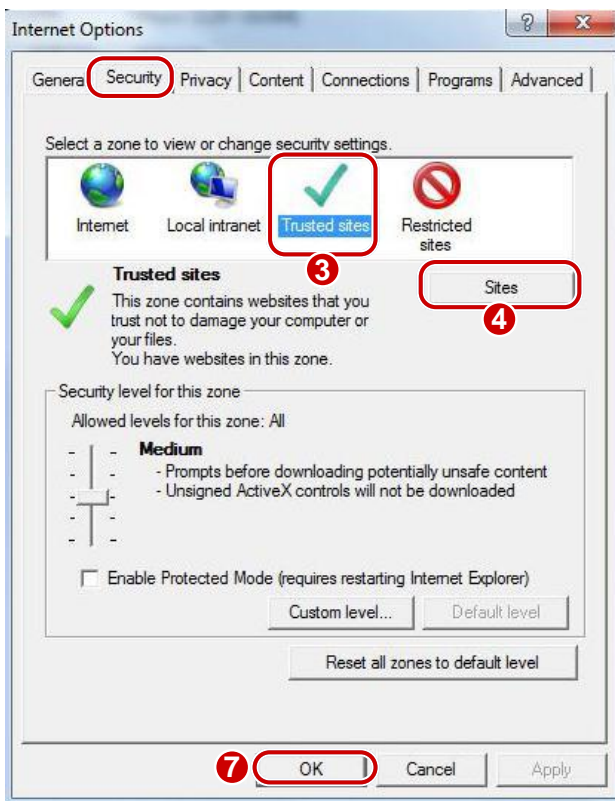 Internet Options
General Security Privacy Content Connections Programs Advanced
Select a zone to view or change security settings.
Internet Local intranet Trusted sites Restricted sites
3
Trusted sites
Sites
4
This zone contains websites that you
trust not to damage your computer or
your files.
You have websites in this zone.
Security level for this zone
Allowed levels for this zone: All
Medium
- Prompts before downloading potentially unsafe content
- Unsigned ActiveX controls will not be downloaded
Enable Protected Mode (requires restarting Internet Explorer)
Custom level... Default level
Reset all zones to default level
7 OK Cancel Apply